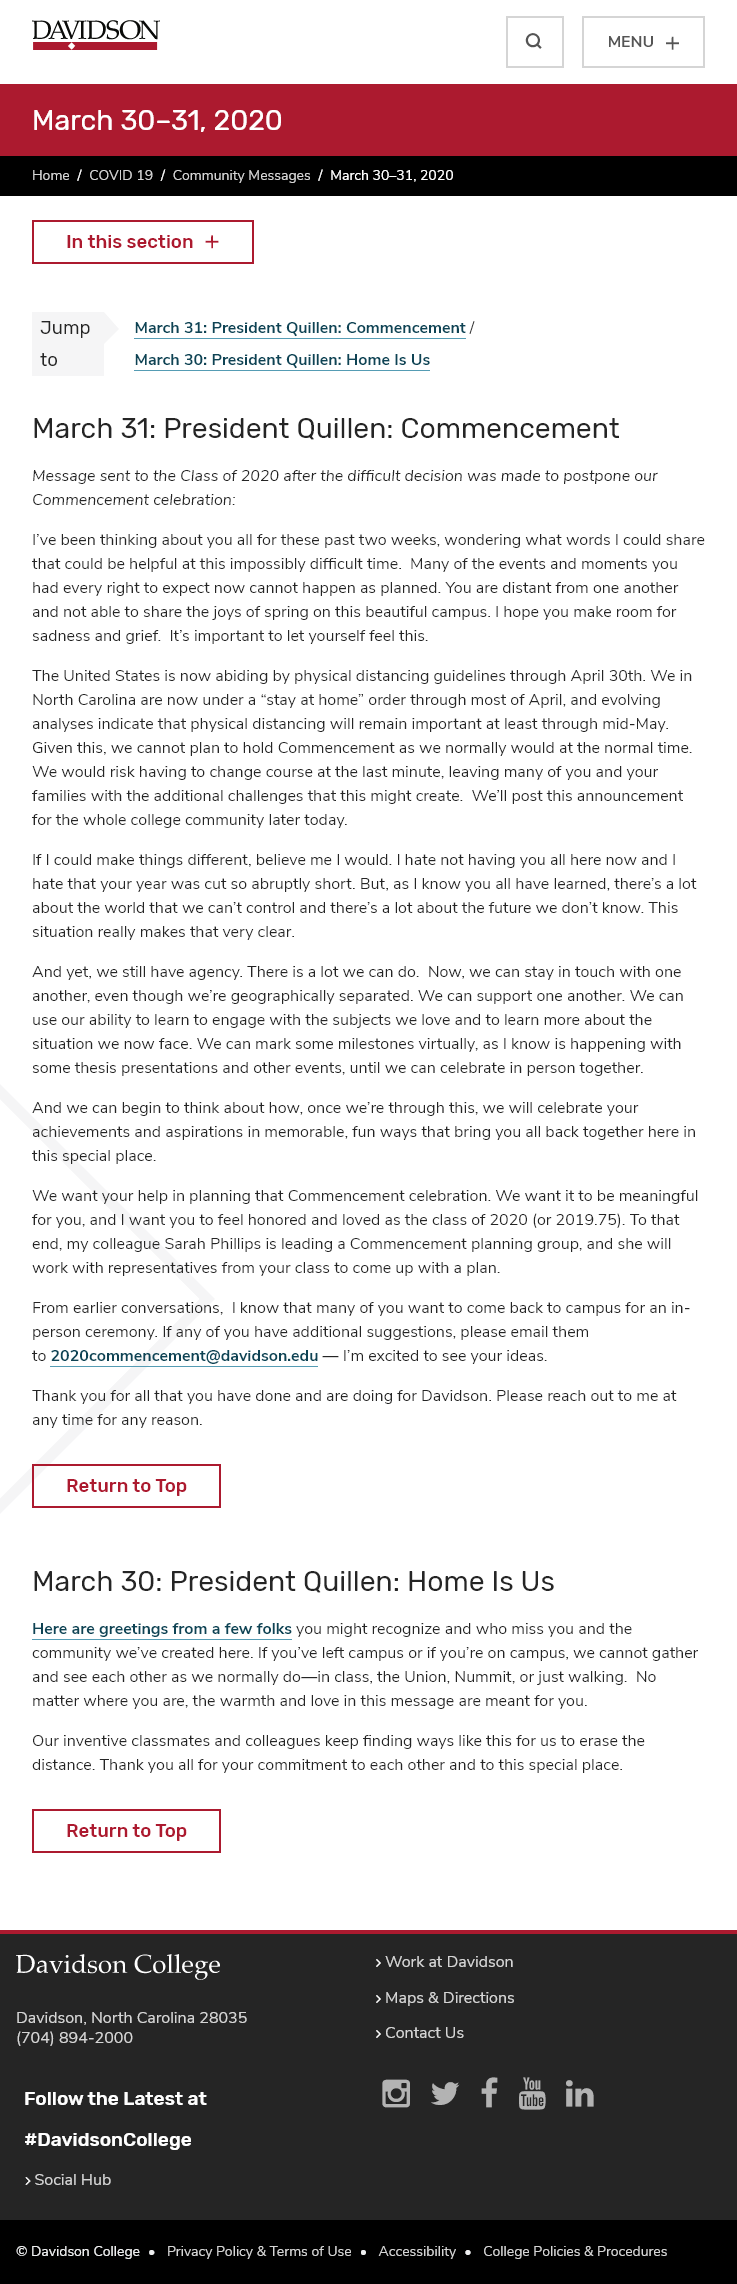 DAVIDSON
MENU
March 30–31, 2020
Home / COVID 19 / Community Messages / March 30–31, 2020
In this section
Jump
to
March 31: President Quillen: Commencement /
March 30: President Quillen: Home Is Us
March 31: President Quillen: Commencement
Message sent to the Class of 2020 after the difficult decision was made to postpone our
Commencement celebration:
I’ve been thinking about you all for these past two weeks, wondering what words I could share
that could be helpful at this impossibly difficult time.  Many of the events and moments you
had every right to expect now cannot happen as planned. You are distant from one another
and not able to share the joys of spring on this beautiful campus. I hope you make room for
sadness and grief.  It’s important to let yourself feel this.
The United States is now abiding by physical distancing guidelines through April 30th. We in
North Carolina are now under a “stay at home” order through most of April, and evolving
analyses indicate that physical distancing will remain important at least through mid-May.
Given this, we cannot plan to hold Commencement as we normally would at the normal time.
We would risk having to change course at the last minute, leaving many of you and your
families with the additional challenges that this might create.  We’ll post this announcement
for the whole college community later today.
If I could make things different, believe me I would. I hate not having you all here now and I
hate that your year was cut so abruptly short. But, as I know you all have learned, there’s a lot
about the world that we can’t control and there’s a lot about the future we don’t know. This
situation really makes that very clear.
And yet, we still have agency. There is a lot we can do.  Now, we can stay in touch with one
another, even though we’re geographically separated. We can support one another. We can
use our ability to learn to engage with the subjects we love and to learn more about the
situation we now face. We can mark some milestones virtually, as I know is happening with
some thesis presentations and other events, until we can celebrate in person together.
And we can begin to think about how, once we’re through this, we will celebrate your
achievements and aspirations in memorable, fun ways that bring you all back together here in
this special place.
We want your help in planning that Commencement celebration. We want it to be meaningful
for you, and I want you to feel honored and loved as the class of 2020 (or 2019.75). To that
end, my colleague Sarah Phillips is leading a Commencement planning group, and she will
work with representatives from your class to come up with a plan.
From earlier conversations,  I know that many of you want to come back to campus for an in-
person ceremony. If any of you have additional suggestions, please email them
to 2020commencement@davidson.edu — I’m excited to see your ideas.
Thank you for all that you have done and are doing for Davidson. Please reach out to me at
any time for any reason.
Return to Top
March 30: President Quillen: Home Is Us
Here are greetings from a few folks you might recognize and who miss you and the
community we’ve created here. If you’ve left campus or if you’re on campus, we cannot gather
and see each other as we normally do—in class, the Union, Nummit, or just walking.  No
matter where you are, the warmth and love in this message are meant for you.
Our inventive classmates and colleagues keep finding ways like this for us to erase the
distance. Thank you all for your commitment to each other and to this special place.
Return to Top
Davidson College
Davidson, North Carolina 28035
(704) 894-2000
Follow the Latest at
#DavidsonCollege
Social Hub
Work at Davidson
Maps & Directions
Contact Us
You
Tube
© Davidson College • Privacy Policy & Terms of Use • Accessibility • College Policies & Procedures